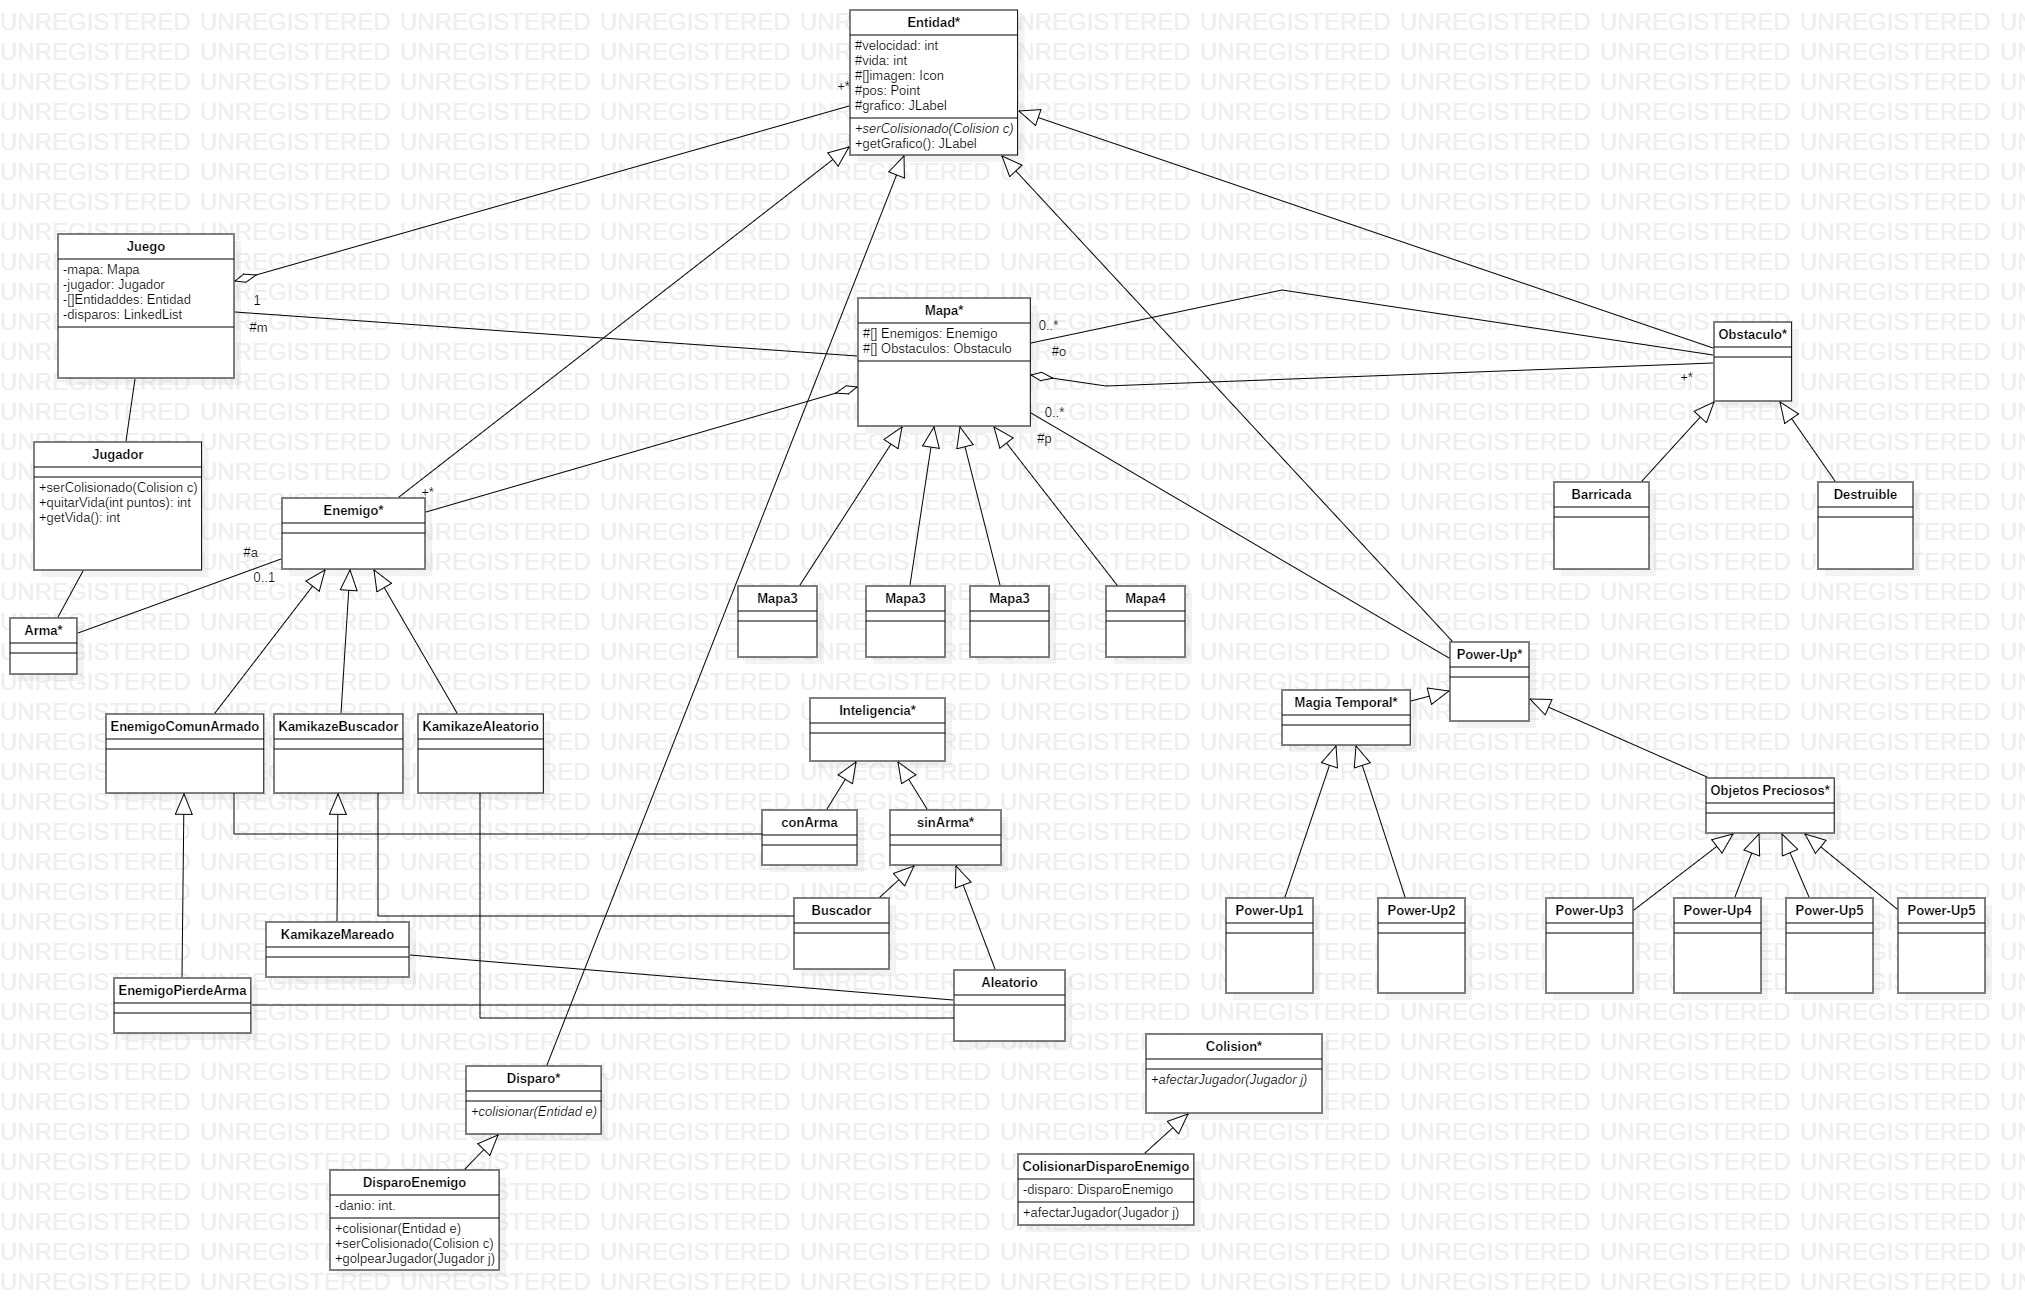 Entidad*
#velocidad: int
#vida: int
#[]imagen: Icon
#pos: Point
#grafico: JLabel
+serColisionado(Colision c)
+getGrafico(): JLabel
+*
Juego
-mapa: Mapa
-jugador: Jugador
-[]Entidaddes: Entidad
-disparos: LinkedList
1
#m
Mapa*
#[] Enemigos: Enemigo
#[] Obstaculos: Obstaculo
0..*
#o
Obstaculo*
+*
0..*
#p
Jugador
+serColisionado(Colision c)
+quitarVida(int puntos): int
+getVida(): int
+*
Enemigo*
#a
0..1
Barricada
Destruible
Arma*
Mapa3
Mapa3
Mapa3
Mapa4
Power-Up*
Magia Temporal*
EnemigoComunArmado
KamikazeBuscador
KamikazeAleatorio
Inteligencia*
Objetos Preciosos*
conArma
sinArma*
Buscador
Power-Up1
Power-Up2
Power-Up3
Power-Up4
Power-Up5
Power-Up5
KamikazeMareado
EnemigoPierdeArma
Aleatorio
Disparo*
+colisionar(Entidad e)
Colision*
+afectarJugador(Jugador j)
DisparoEnemigo
-danio: int.
+colisionar(Entidad e)
+serColisionado(Colision c)
+golpearJugador(Jugador j)
ColisionarDisparoEnemigo
-disparo: DisparoEnemigo
+afectarJugador(Jugador j)
UNREGISTERED